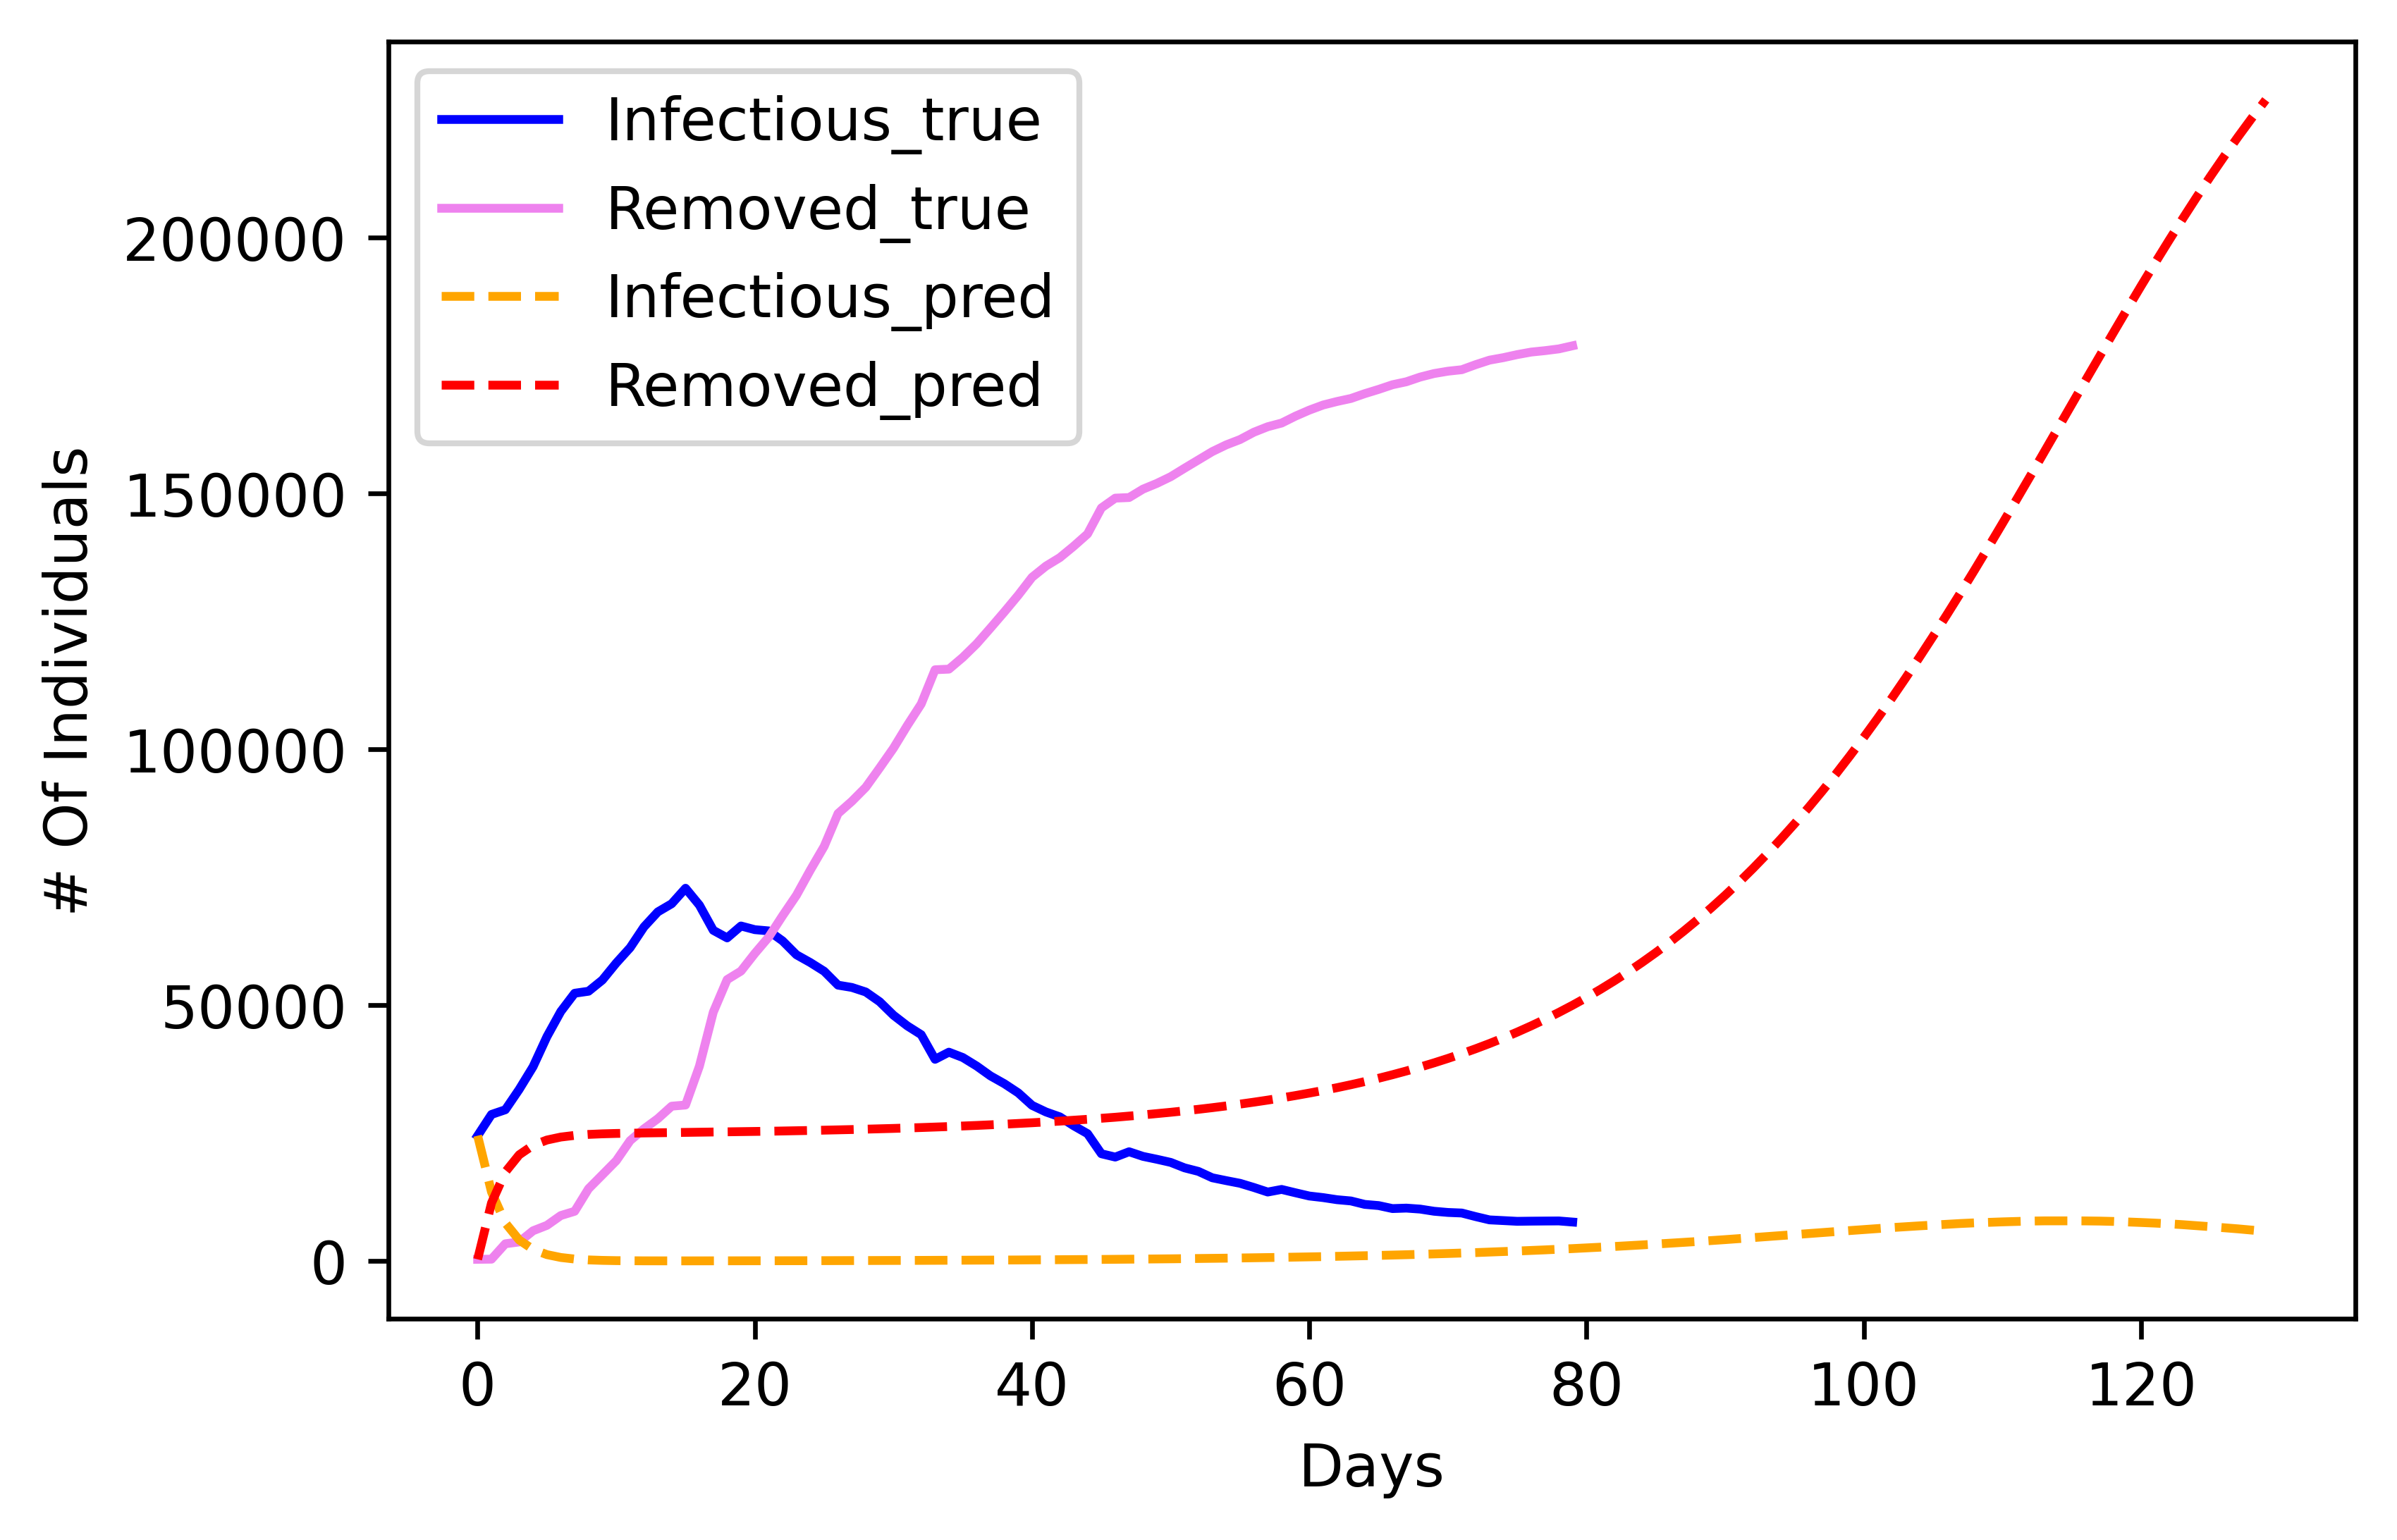 Infectious_true
Removed_true
Infectious_pred
Removed_pred
200000
150000
100000
50000
0
# Of Individuals
0 20 40 60 80 100 120
Days